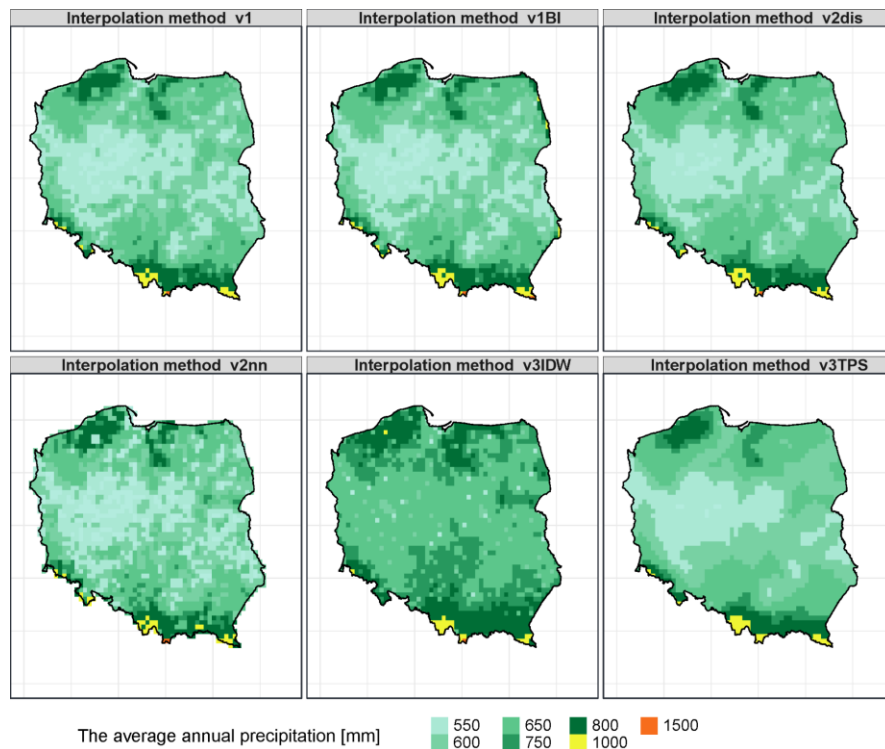 Interpolation method v1
Interpolation method v1BI
Interpolation method v2dis
Interpolation method v2nn
Interpolation method v3IDW
Interpolation method v3TPS
The average annual precipitation [mm]
550 650 800 1500
600 750 1000